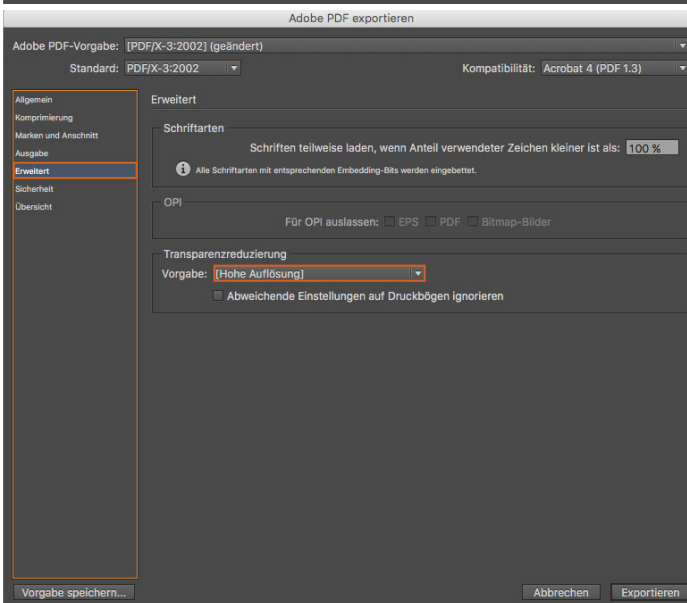 Adobe PDF exportieren
Adobe PDF-Vorgabe: [PDF/X-3:2002] (geändert)
Standard: PDF/X-3:2002 Kompatibilität: Acrobat 4 (PDF 1.3)
Allgemein
Komprimierung
Marken und Anschnitt
Ausgabe
Erweitert
Sicherheit
Übersicht
Erweitert
Schriftarten
Schriften teilweise laden, wenn Anteil verwendeter Zeichen kleiner ist als: 100 %
Alle Schriftarten mit entsprechenden Embedding-Bits werden eingebettet.
OPI
Für OPI auslassen: EPS PDF Bitmap-Bilder
Transparenzreduzierung
Vorgabe: [Hohe Auflösung]
Abweichende Einstellungen auf Druckbögen ignorieren
Vorgabe speichern... Abbrechen Exportieren